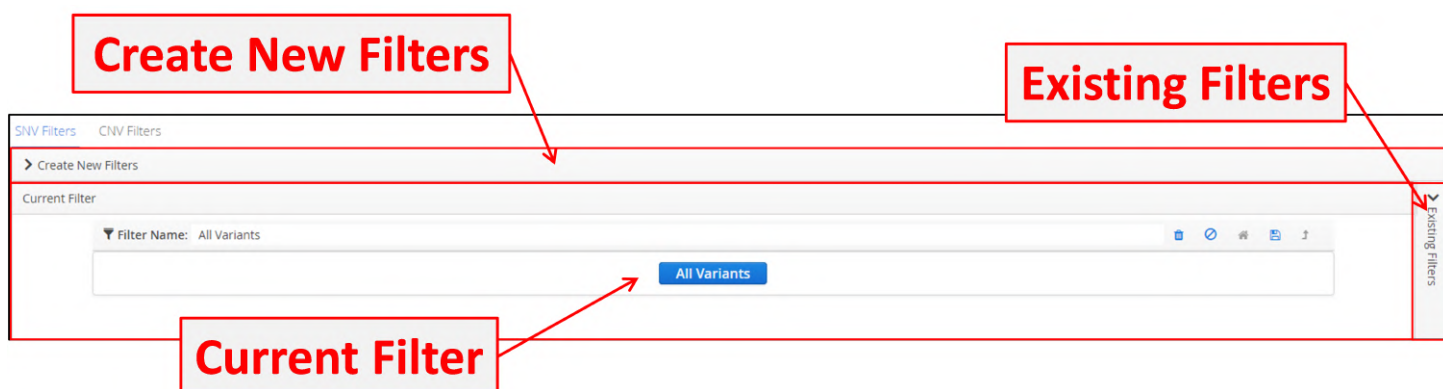 Create New Filters
Existing Filters
SNV Filters CNV Filters
Create New Filters
Current Filter
Filter Name: All Variants
All Variants
Existing Filters
Current Filter